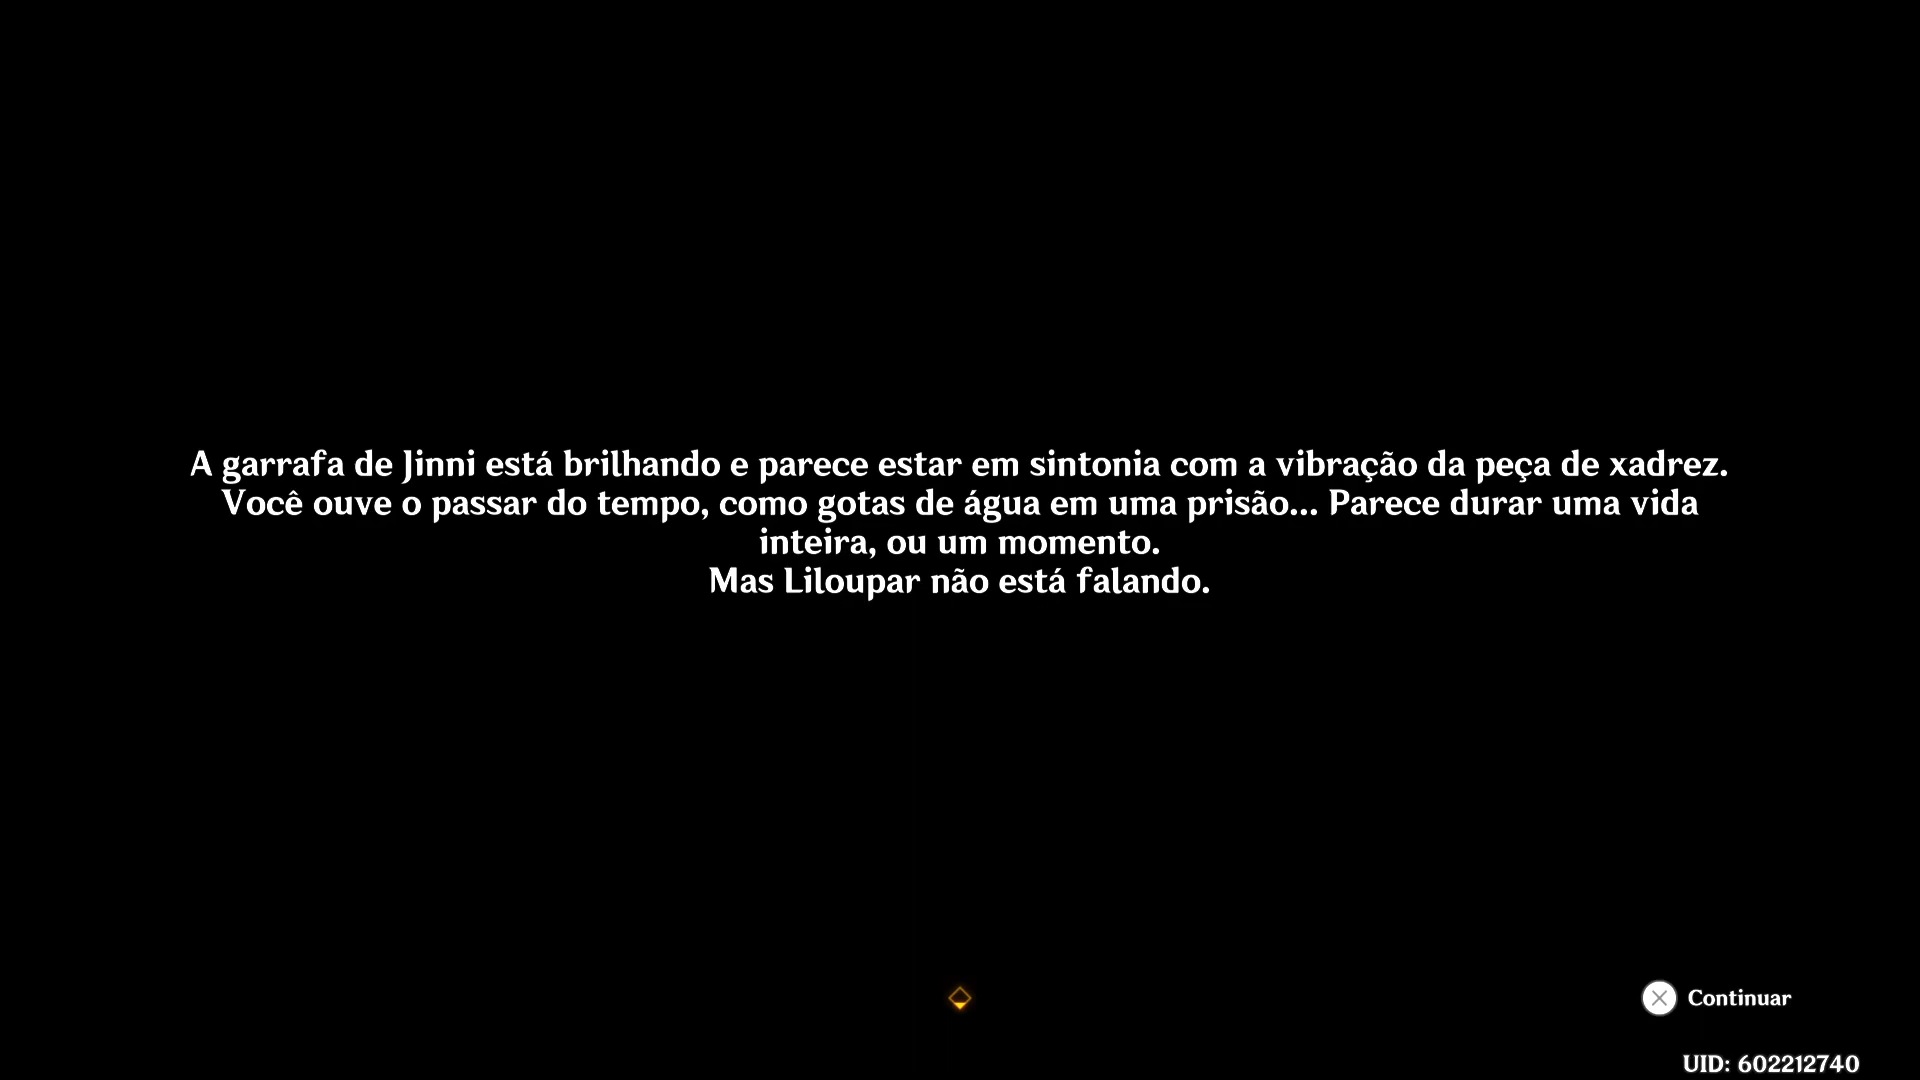 A garrafa de Jinni está brilhando e parece estar em sintonia com a vibração da peça de xadrez.
Você ouve o passar do tempo, como gotas de água em uma prisão... Parece durar uma vida
inteira, ou um momento.
Mas Liloupar não está falando.
Continuar
UID: 602212740